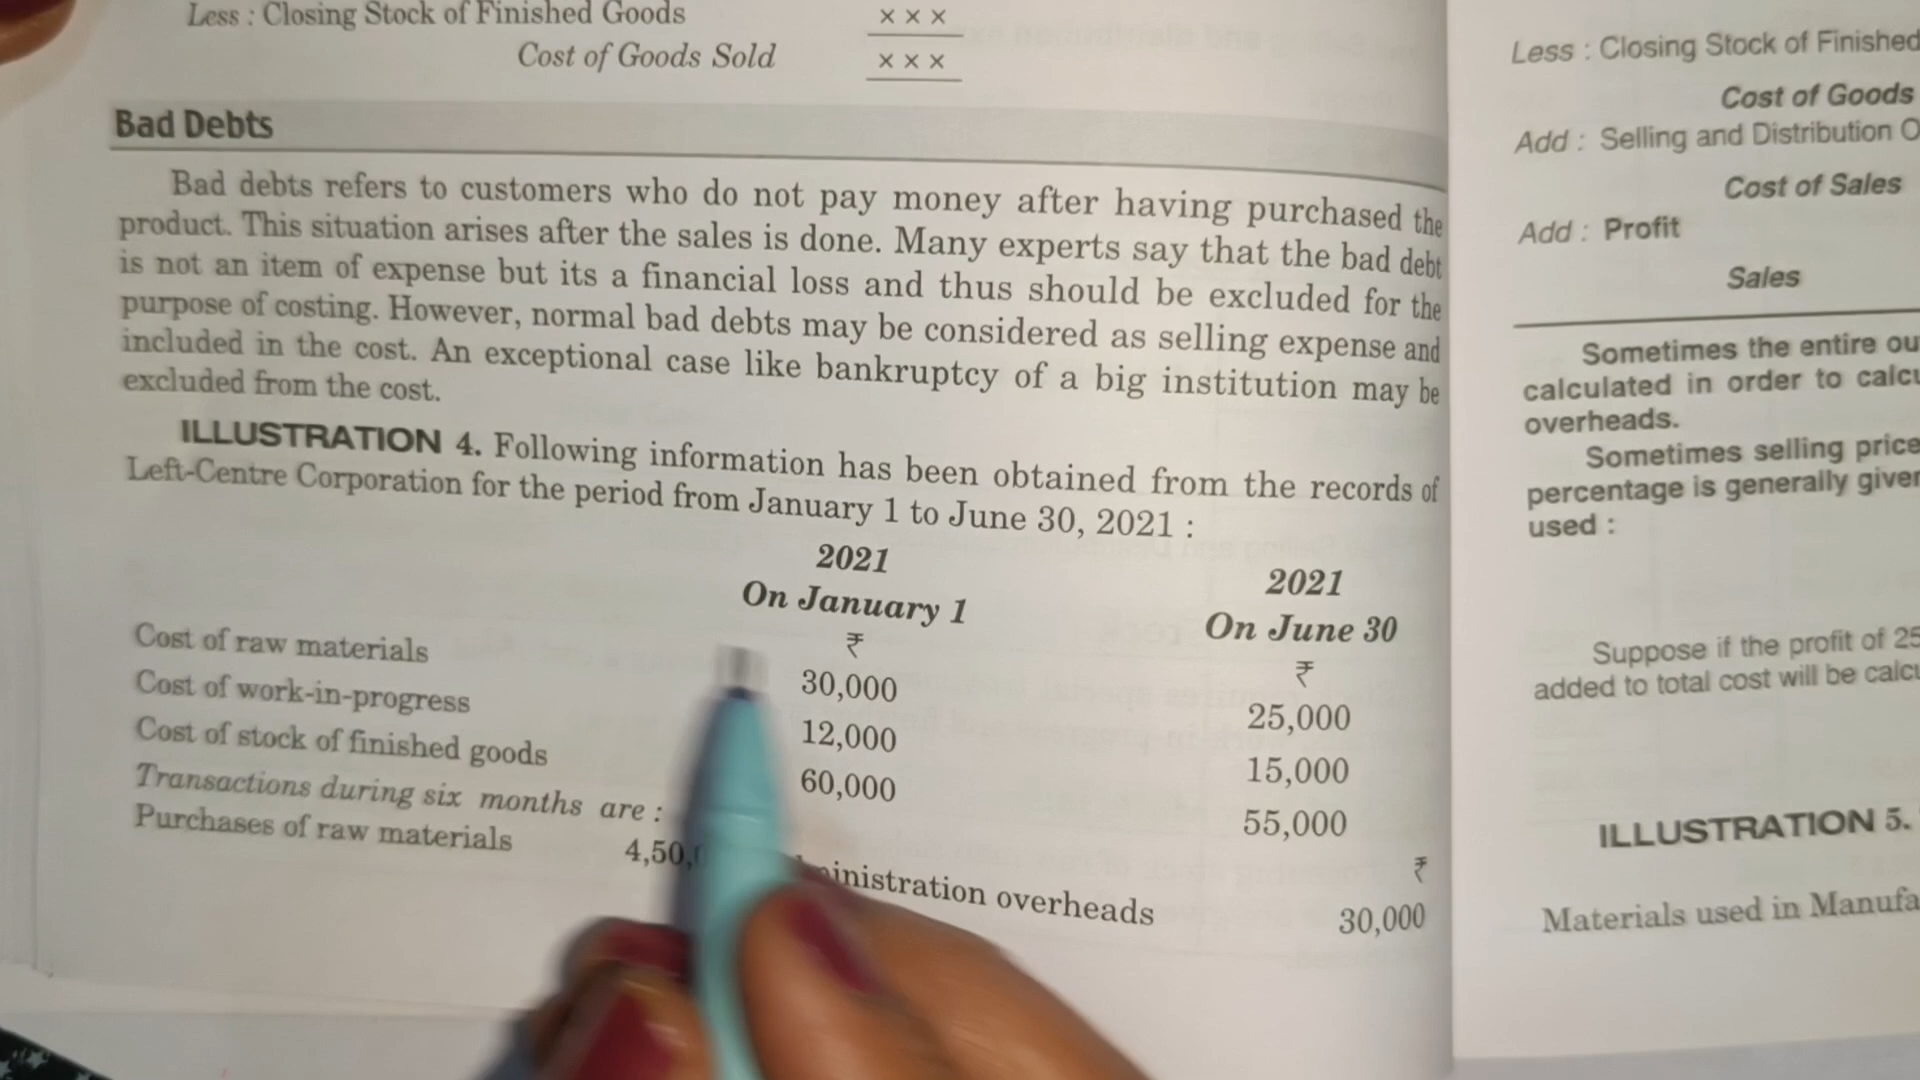 Less : Closing Stock of Finished Goods × × ×
Cost of Goods Sold × × ×
Bad Debts
Bad debts refers to customers who do not pay money after having purchased the
product. This situation arises after the sales is done. Many experts say that the bad debt
is not an item of expense but its a financial loss and thus should be excluded for the
purpose of costing. However, normal bad debts may be considered as selling expense and
included in the cost. An exceptional case like bankruptcy of a big institution may be
excluded from the cost.
ILLUSTRATION 4. Following information has been obtained from the records of
Left-Centre Corporation for the period from January 1 to June 30, 2021 :
2021 2021
On January 1 On June 30
₹ ₹
Cost of raw materials 30,000 25,000
Cost of work-in-progress 12,000 15,000
Cost of stock of finished goods 60,000 55,000
Transactions during six months are :
₹
Purchases of raw materials overheads 30,000
Less : Closing Stock of Finished
Cost of Goods
Add : Selling and Distribution
Cost of Sales
Add : Profit
Sales
Sometimes the entire
calculated in order to
overheads.
Sometimes selling price
percentage is generally
used :
Suppose if the profit of
added to total cost will be
ILLUSTRATION 5.
Materials used in